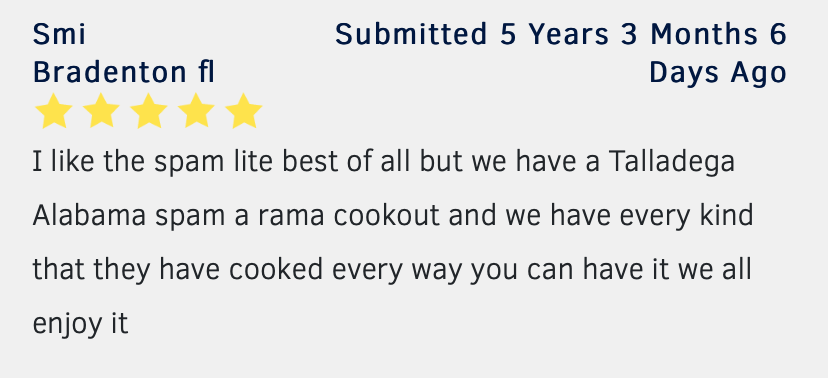 Smi
Submitted 5 Years 3 Months 6
Bradenton fl
Days Ago
I like the spam lite best of all but we have a Talladega
Alabama spam a rama cookout and we have every kind
that they have cooked every way you can have it we all
enjoy it